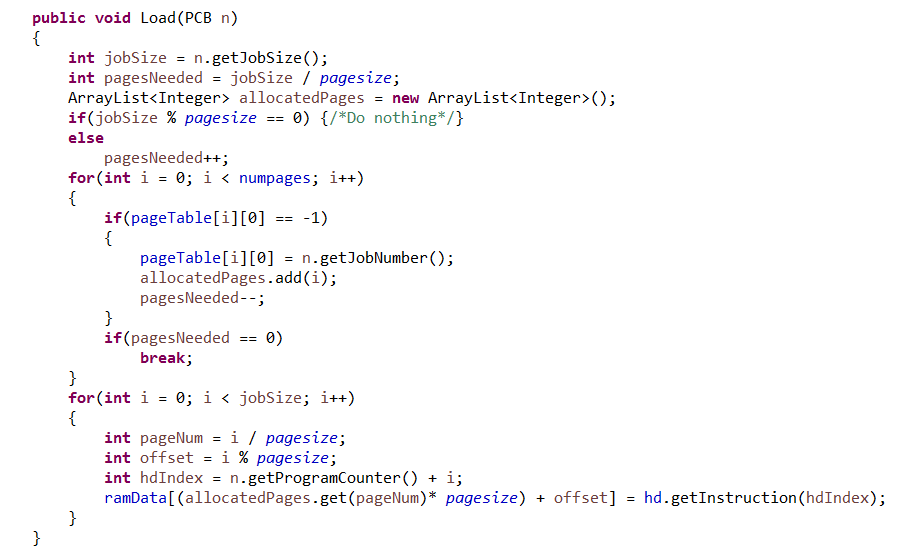 public void Load(PCB n)
{
    int jobSize = n.getJobSize();
    int pagesNeeded = jobSize / pagesize;
    ArrayList<Integer> allocatedPages = new ArrayList<Integer>();
    if(jobSize % pagesize == 0) {/*Do nothing*/}
    else
        pagesNeeded++;
    for(int i = 0; i < numpages; i++)
    {
        if(pageTable[i][0] == -1)
        {
            pageTable[i][0] = n.getJobNumber();
            allocatedPages.add(i);
            pagesNeeded--;
        }
        if(pagesNeeded == 0)
            break;
    }
    for(int i = 0; i < jobSize; i++)
    {
        int pageNum = i / pagesize;
        int offset = i % pagesize;
        int hdIndex = n.getProgramCounter() + i;
        ramData[(allocatedPages.get(pageNum)* pagesize) + offset] = hd.getInstruction(hdIndex);
    }
}